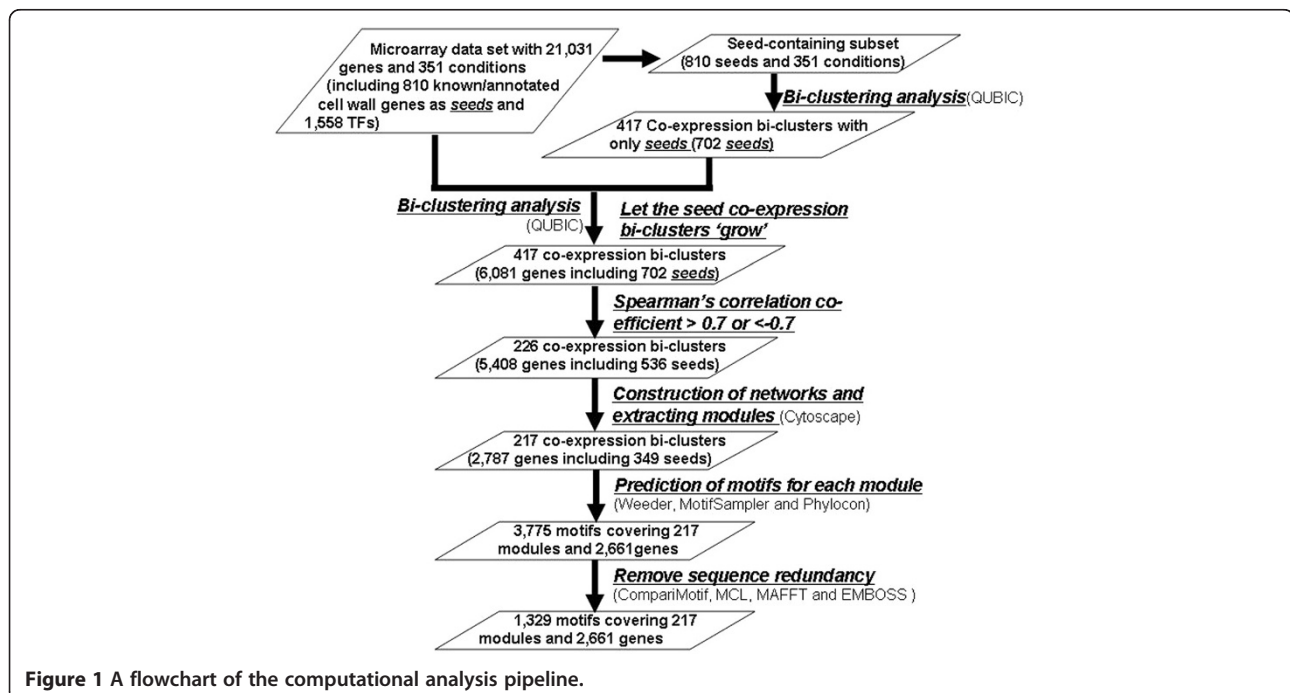 Microarray data set with 21,031
genes and 351 conditions
(including 810 known/annotated
cell wall genes as seeds and
1,558 TFs)
Seed-containing subset
(810 seeds and 351 conditions)
Bi-clustering analysis(QUBIC)
417 Co-expression bi-clusters with
only seeds (702 seeds)
Bi-clustering analysis
(QUBIC)
Let the seed co-expression
bi-clusters ‘grow’
417 co-expression bi-clusters
(6,081 genes including 702 seeds)
Spearman’s correlation co-
efficient > 0.7 or <-0.7
226 co-expression bi-clusters
(5,408 genes including 536 seeds)
Construction of networks and
extracting modules (Cytoscape)
217 co-expression bi-clusters
(2,787 genes including 349 seeds)
Prediction of motifs for each module
(Weeder, MotifSampler and Phylocon)
3,775 motifs covering 217
modules and 2,661genes
Remove sequence redundancy
(CompariMotif, MCL, MAFFT and EMBOSS )
1,329 motifs covering 217
modules and 2,661 genes
Figure 1 A flowchart of the computational analysis pipeline.